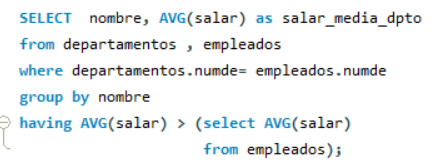 SELECT nombre, AVG(salar) as salar_media_dpto
from departamentos , empleados
where departamentos.numde= empleados.numde
group by nombre
having AVG(salar) > (select AVG(salar)
from empleados);